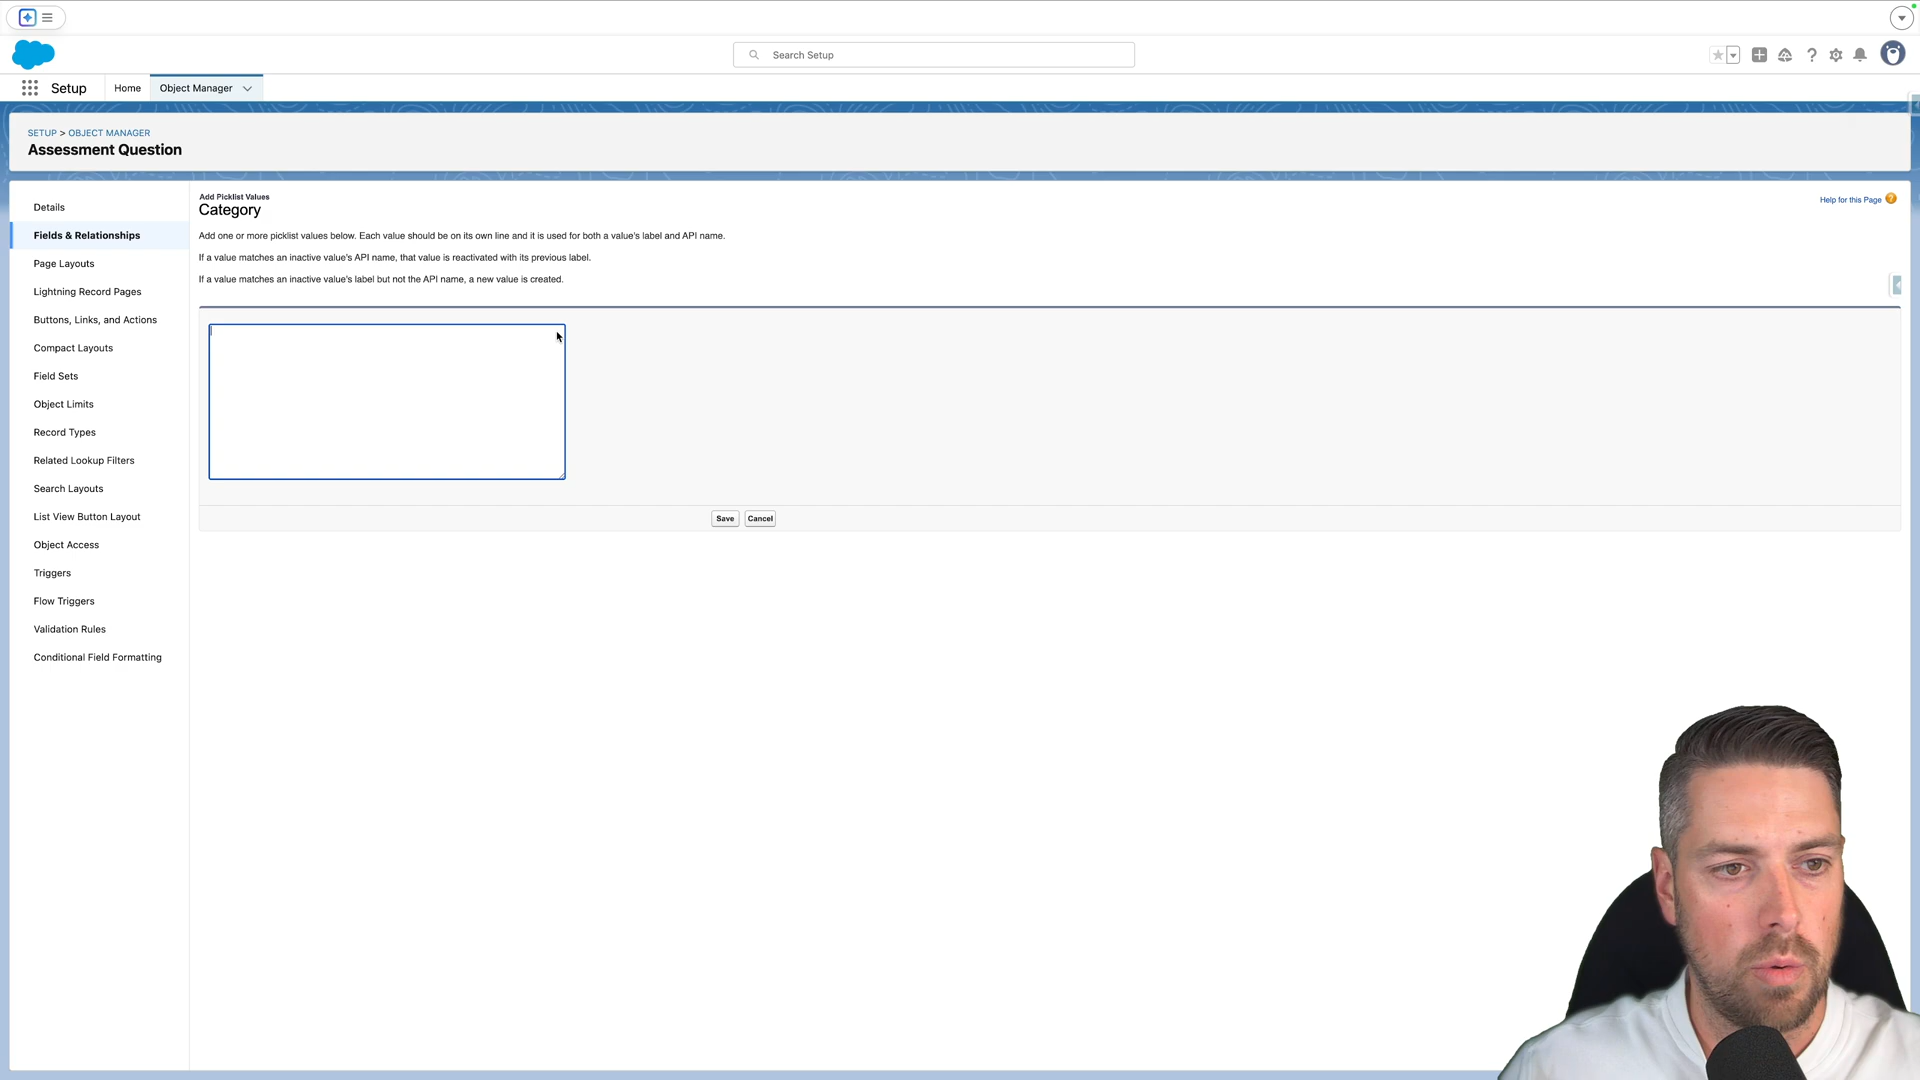 Search Setup
Setup
Home
Object Manager
SETUP > OBJECT MANAGER
Assessment Question
Details
Fields & Relationships
Page Layouts
Lightning Record Pages
Buttons, Links, and Actions
Compact Layouts
Field Sets
Object Limits
Record Types
Related Lookup Filters
Search Layouts
List View Button Layout
Object Access
Triggers
Flow Triggers
Validation Rules
Conditional Field Formatting
Add Picklist Values
Category
Help for this Page ?
Add one or more picklist values below. Each value should be on its own line and it is used for both a value's label and API name.
If a value matches an inactive value's API name, that value is reactivated with its previous label.
If a value matches an inactive value's label but not the API name, a new value is created.
Save
Cancel